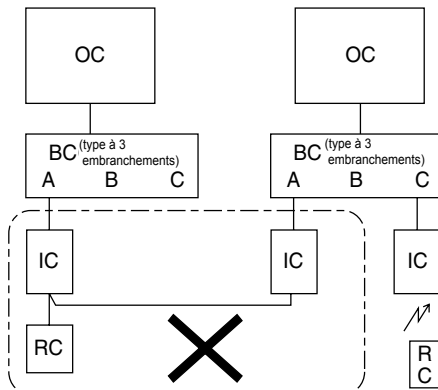 OC
OC
BC (type à 3
embranchements)
A B C
BC (type à 3
embranchements)
A B C
IC
IC
IC
RC
R
C